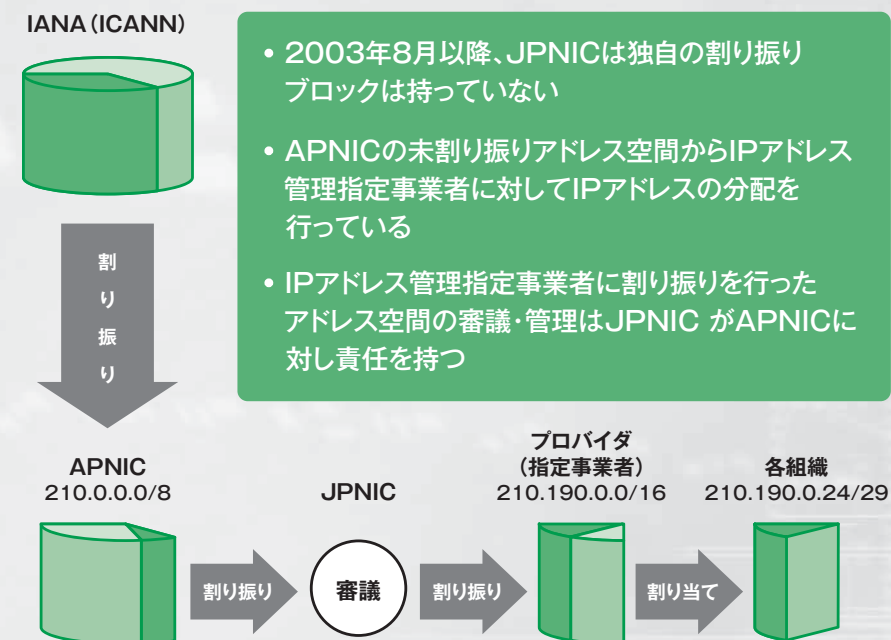 IANA(ICANN)
• 2003年8月以降、JPNICは独自の割り振り
ブロックは持っていない
• APNICの未割り振りアドレス空間からIPアドレス
管理指定事業者に対してIPアドレスの分配を
行っている
• IPアドレス管理指定事業者に割り振りを行った
アドレス空間の審議・管理はJPNIC がAPNICに
対し責任を持つ
割り振り
APNIC
210.0.0.0/8
JPNIC
プロバイダ
(指定事業者)
210.190.0.0/16
各組織
210.190.0.24/29
割り振り
審議
割り振り
割り当て